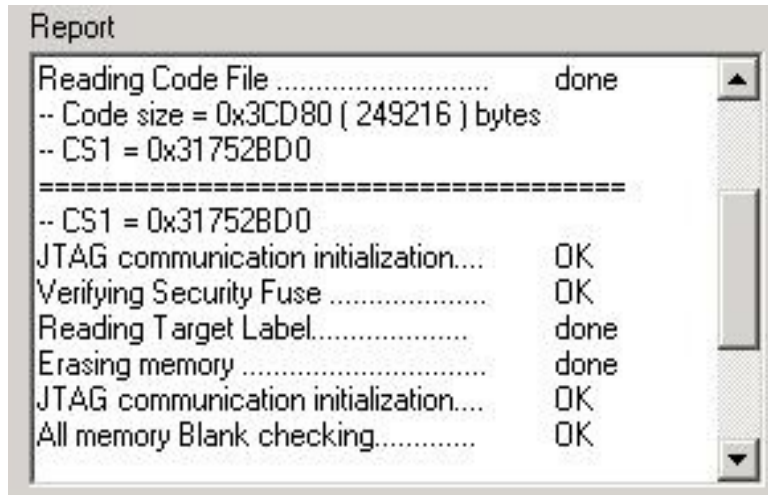 Report
Reading Code File ........................... done
-- Code size = 0x3CD80 ( 249216 ) bytes
-- CS1 = 0x31752BD0
=====================================
-- CS1 = 0x31752BD0
JTAG communication initialization.... OK
Verifying Security Fuse .................... OK
Reading Target Label.................... done
Erasing memory ............................... done
JTAG communication initialization.... OK
All memory Blank checking............. OK